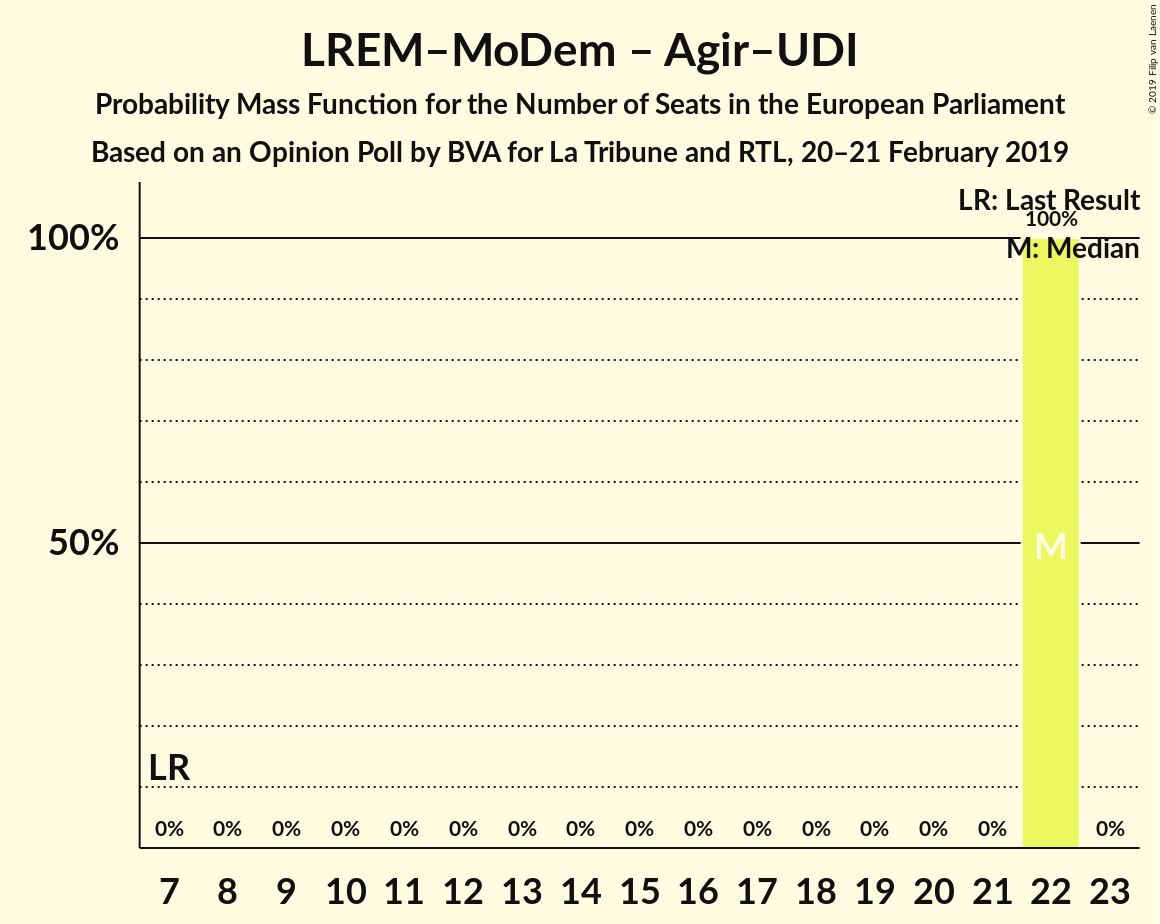 LREM–MoDem – Agir–UDI
Probability Mass Function for the Number of Seats in the European Parliament
Based on an Opinion Poll by BVA for La Tribune and RTL, 20–21 February 2019
© 2019 Filip van Laenen
LR: Last Result
100%
M: Median
100%
50%
M
LR
0% 0% 0% 0% 0% 0% 0% 0% 0% 0% 0% 0% 0% 0% 0% 0%
7 8 9 10 11 12 13 14 15 16 17 18 19 20 21 22 23